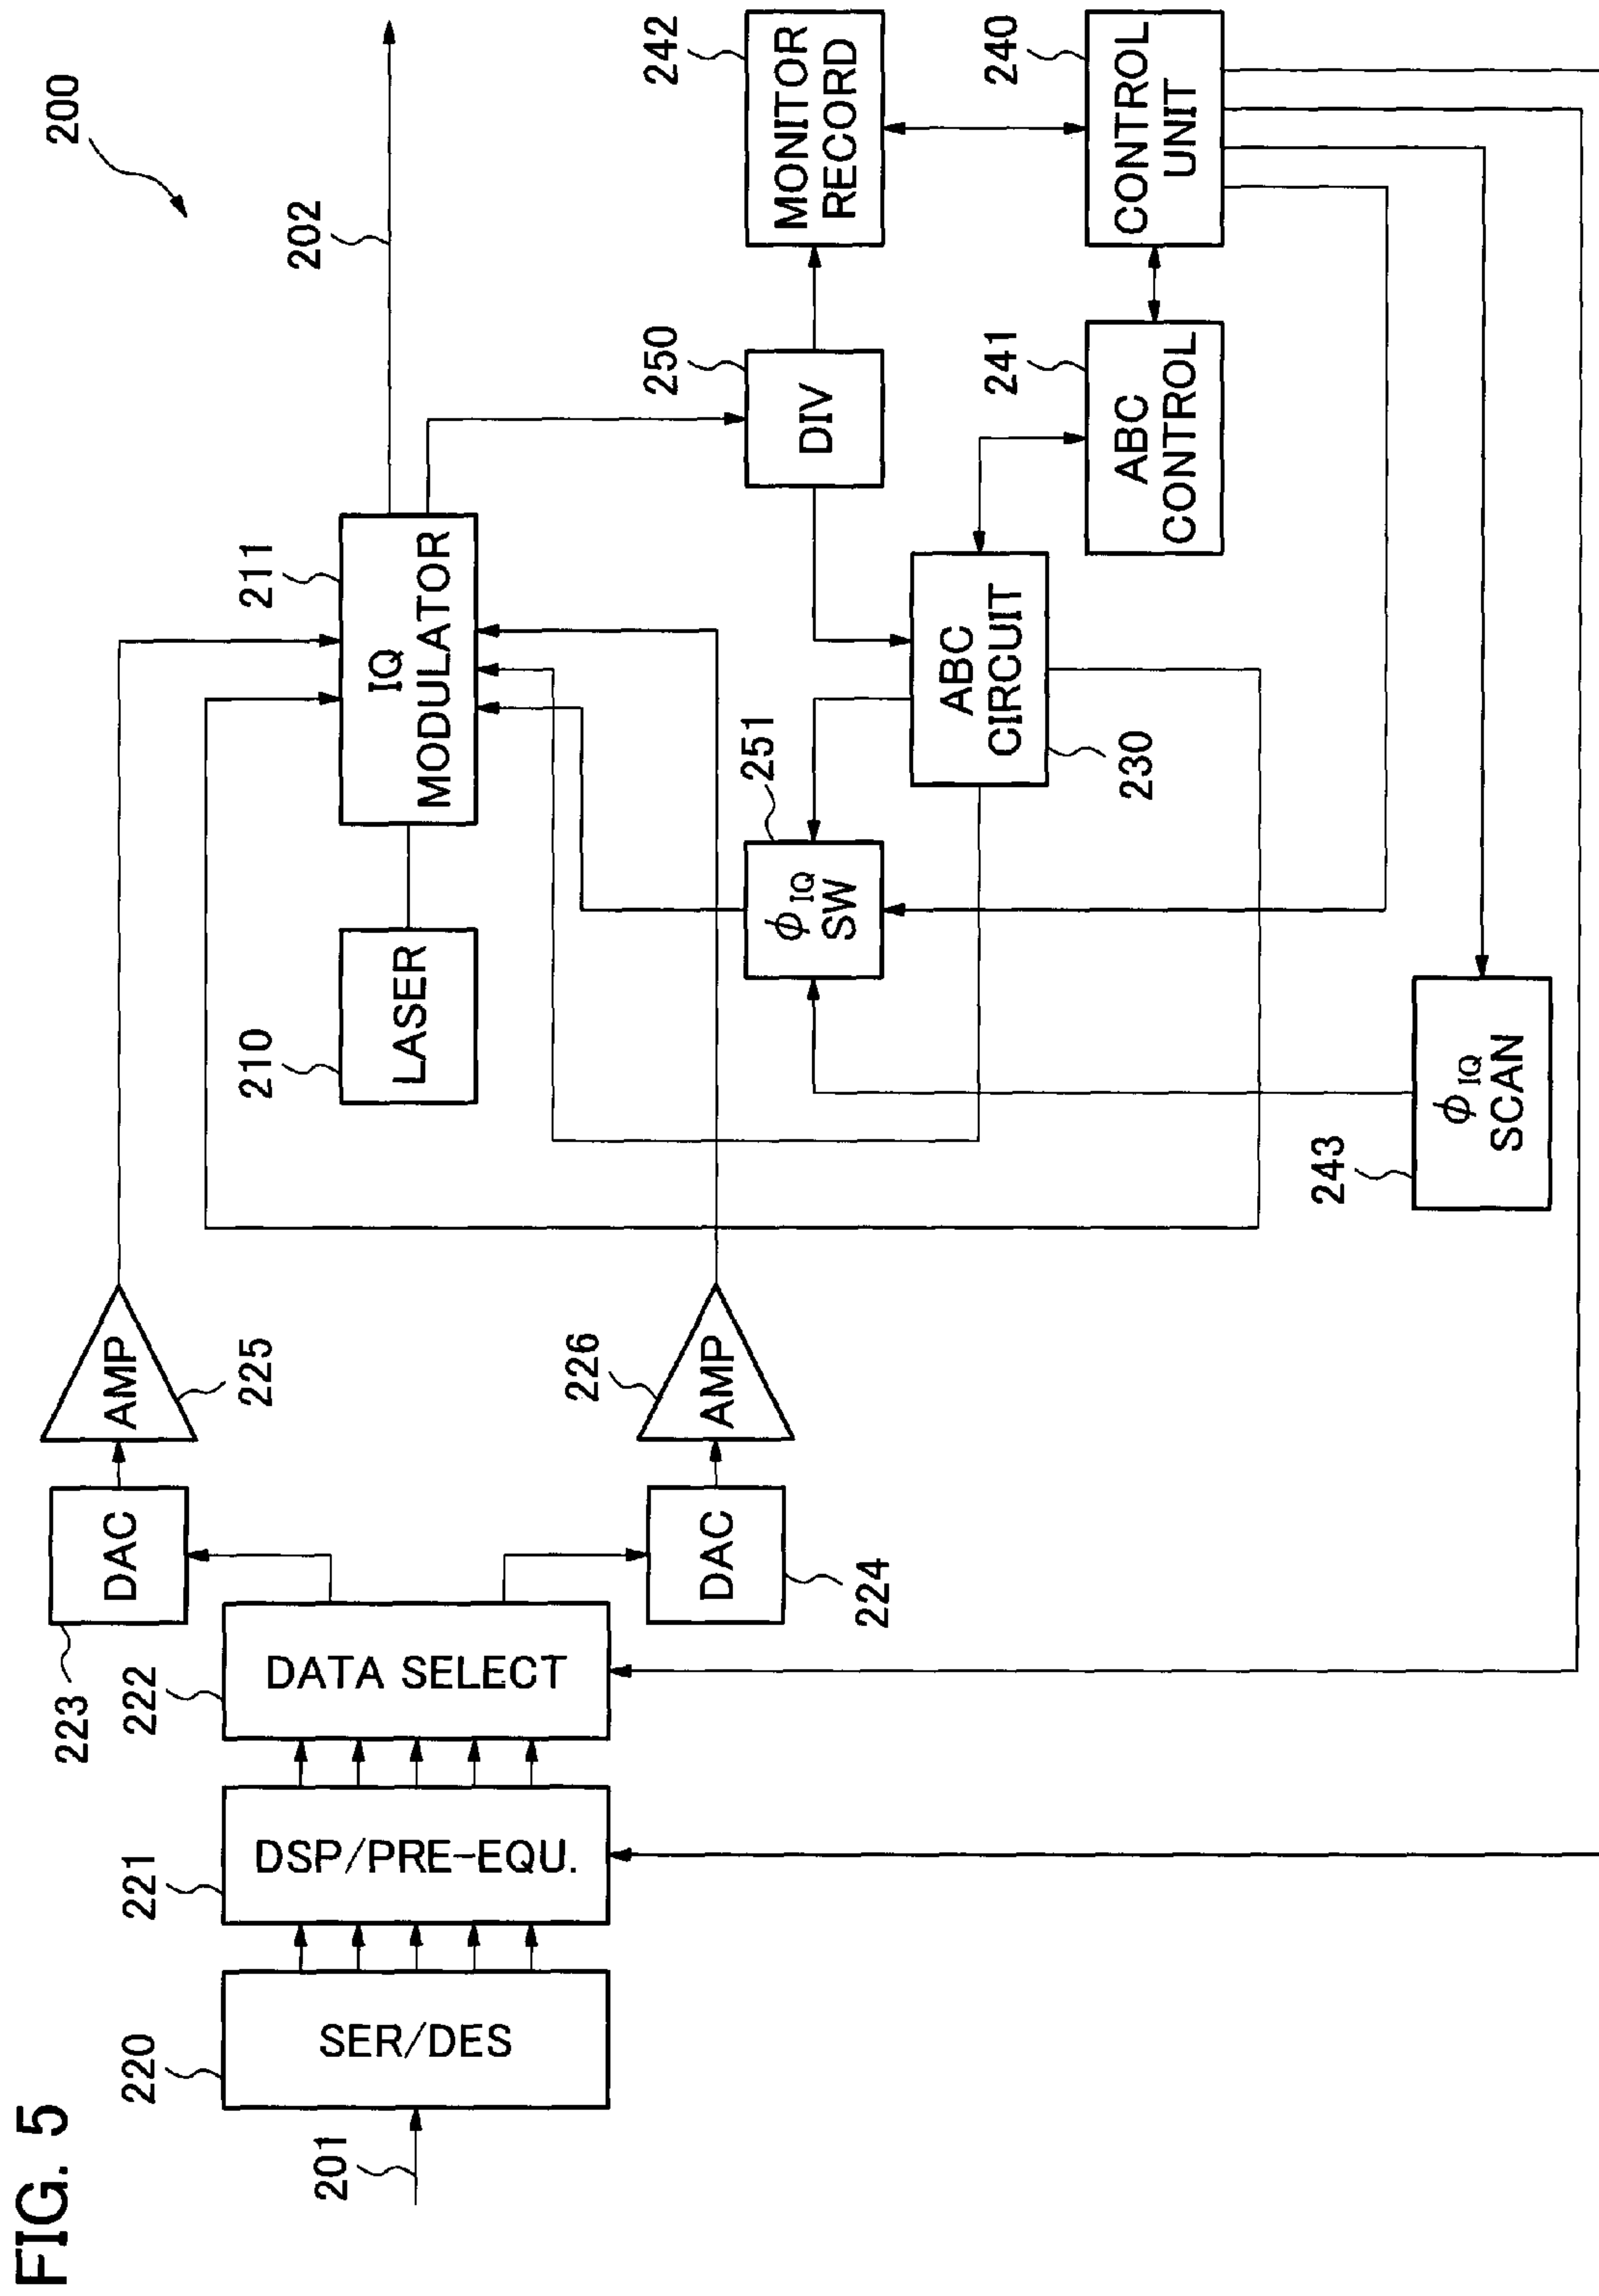 FIG. 5
200
201
220
SER/DES
221
DSP/PRE-EQU.
222
DATA SELECT
223
DAC
224
DAC
225
AMP
226
AMP
210
LASER
211
IQ
MODULATOR
202
251
ϕIQ
SW
250
DIV
242
MONITOR
RECORD
230
ABC
CIRCUIT
241
ABC
CONTROL
240
CONTROL
UNIT
243
ϕIQ
SCAN